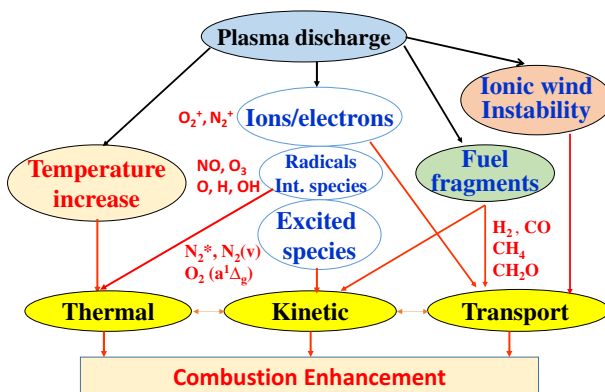 Plasma discharge
Ionic wind
Instability
O₂⁺, N₂⁺
Ions/electrons
Temperature
increase
NO, O₃
O, H, OH
Radicals
Int. species
Fuel
fragments
Excited
species
N₂*, N₂(v)
O₂ (a¹Δg)
H₂ , CO
CH₄
CH₂O
Thermal
Kinetic
Transport
Combustion Enhancement